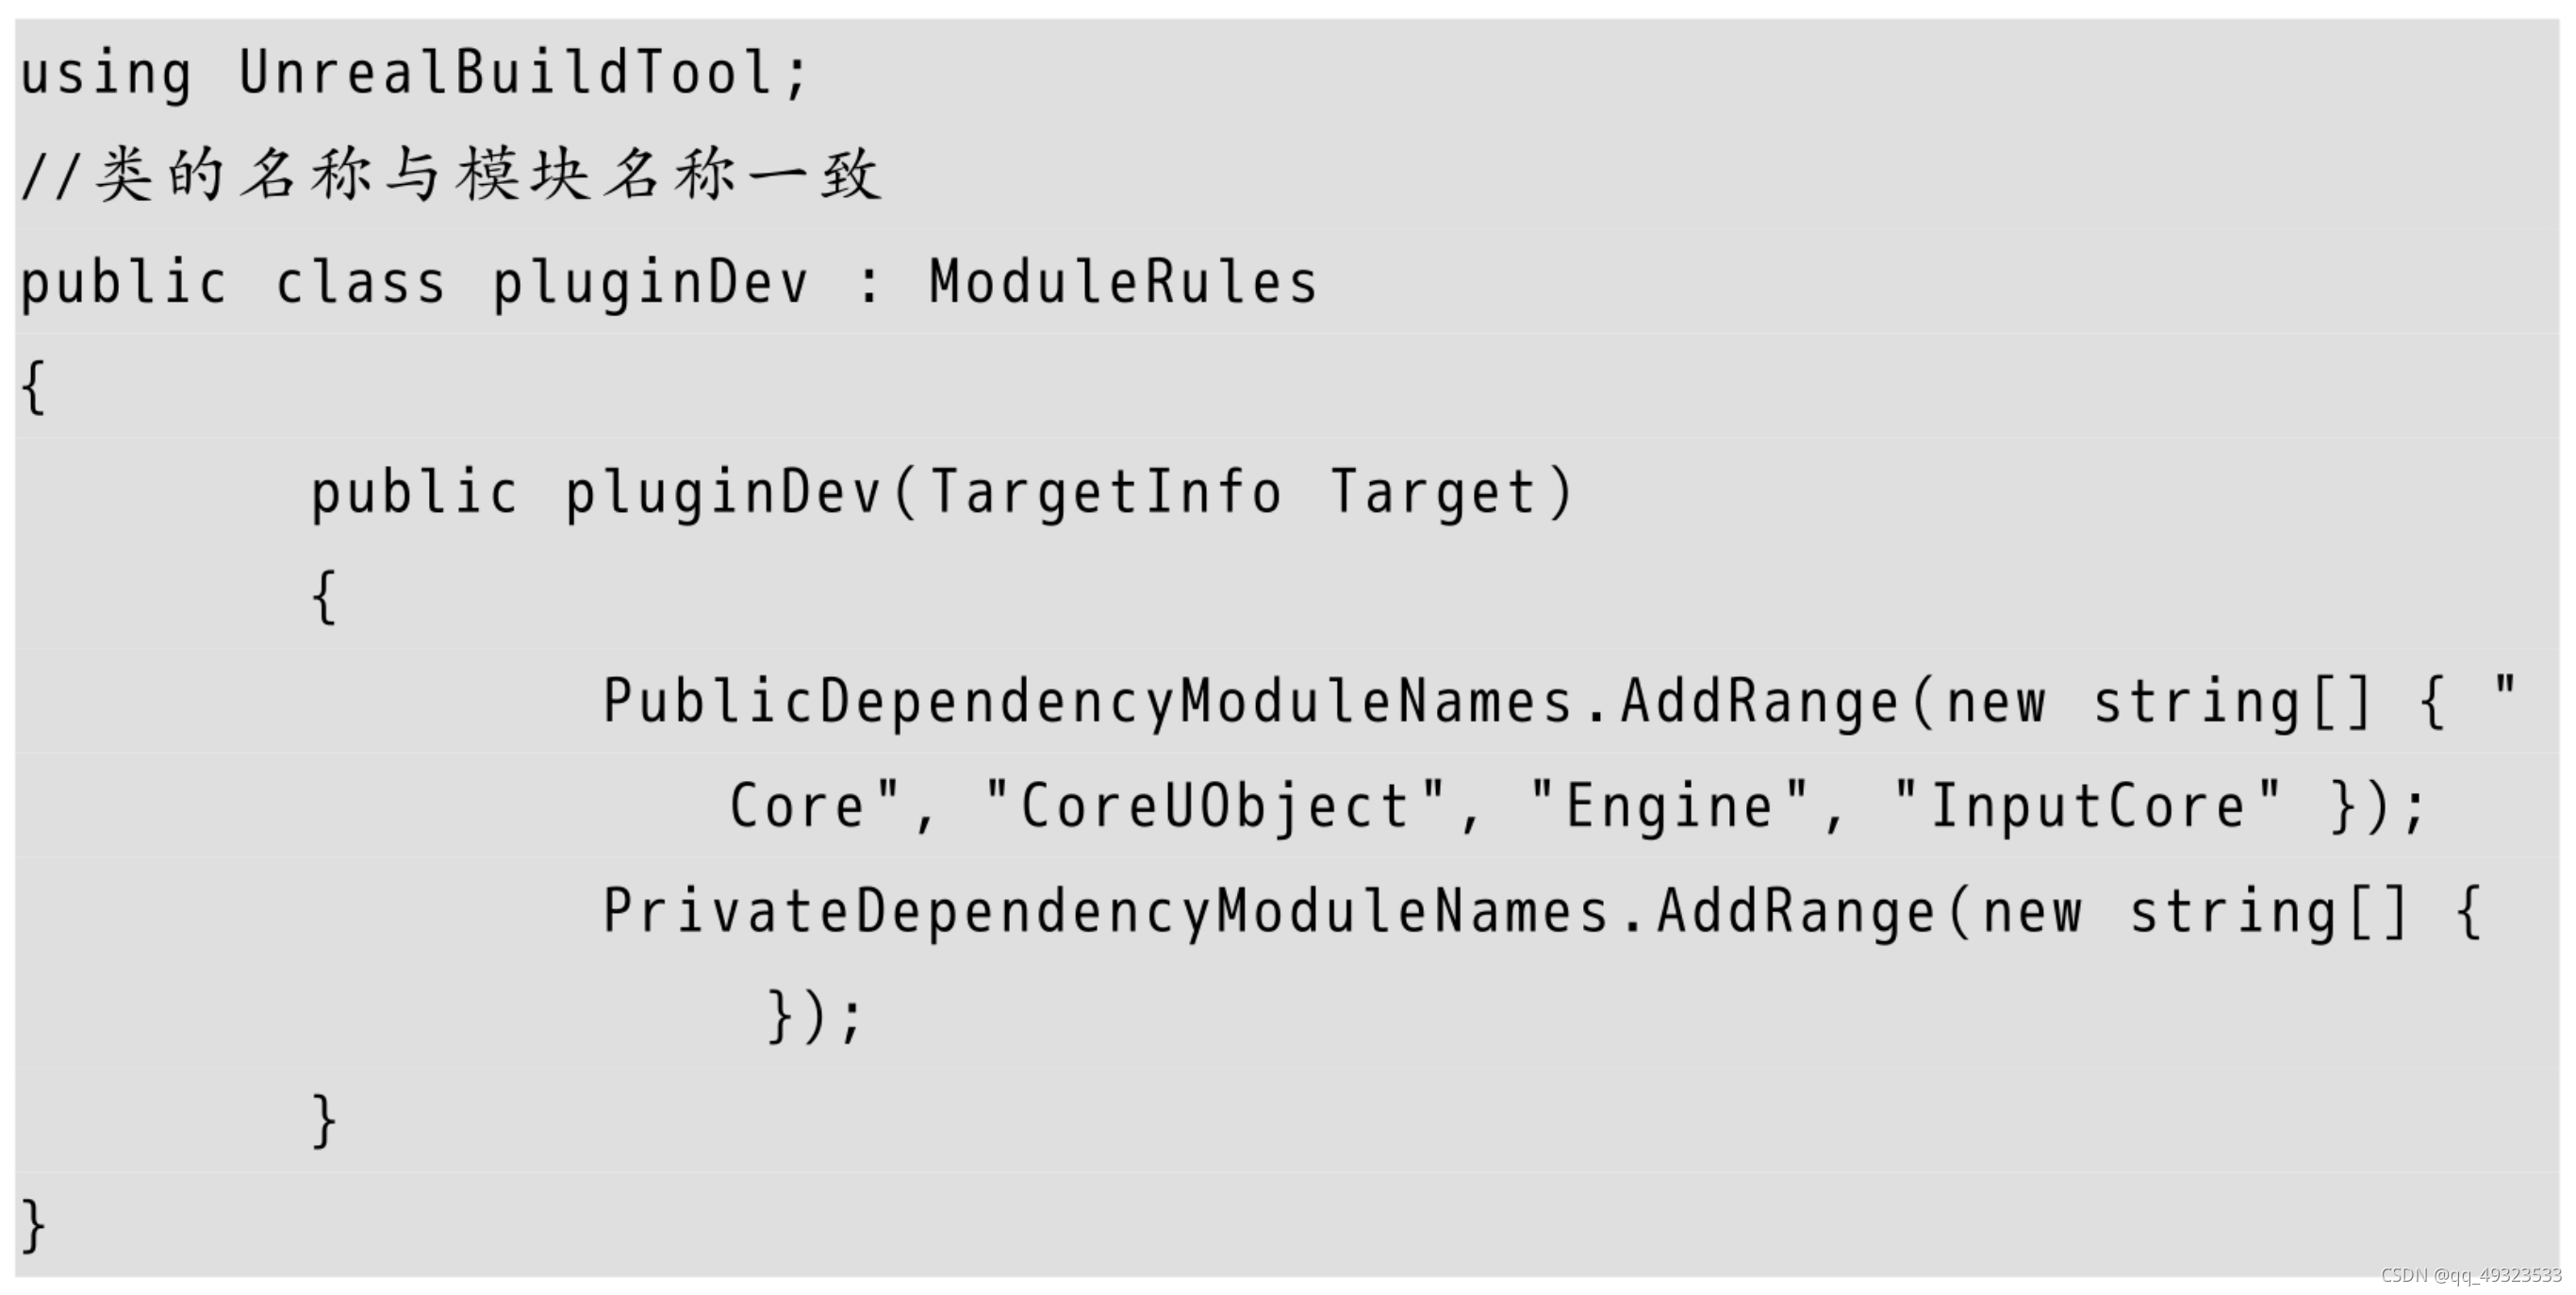 using UnrealBuildTool;
//类的名称与模块名称一致
public class pluginDev : ModuleRules
{
public pluginDev(TargetInfo Target)
{
PublicDependencyModuleNames.AddRange(new string[] { "
Core", "CoreUObject", "Engine", "InputCore" });
PrivateDependencyModuleNames.AddRange(new string[] {
});
}
}
CSDN @qq_49323533